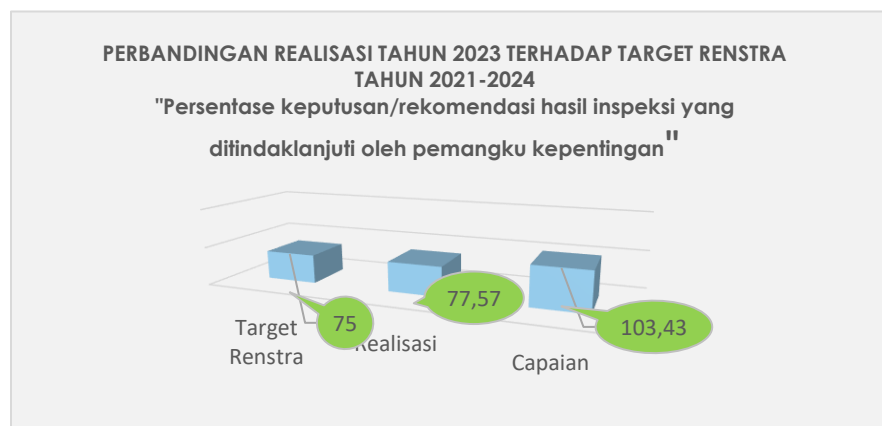 PERBANDINGAN REALISASI TAHUN 2023 TERHADAP TARGET RENSTRA
TAHUN 2021-2024
"Persentase keputusan/rekomendasi hasil inspeksi yang
ditindaklanjuti oleh pemangku kepentingan"
77,57
75
103,43
Target
Renstra
Realisasi
Capaian